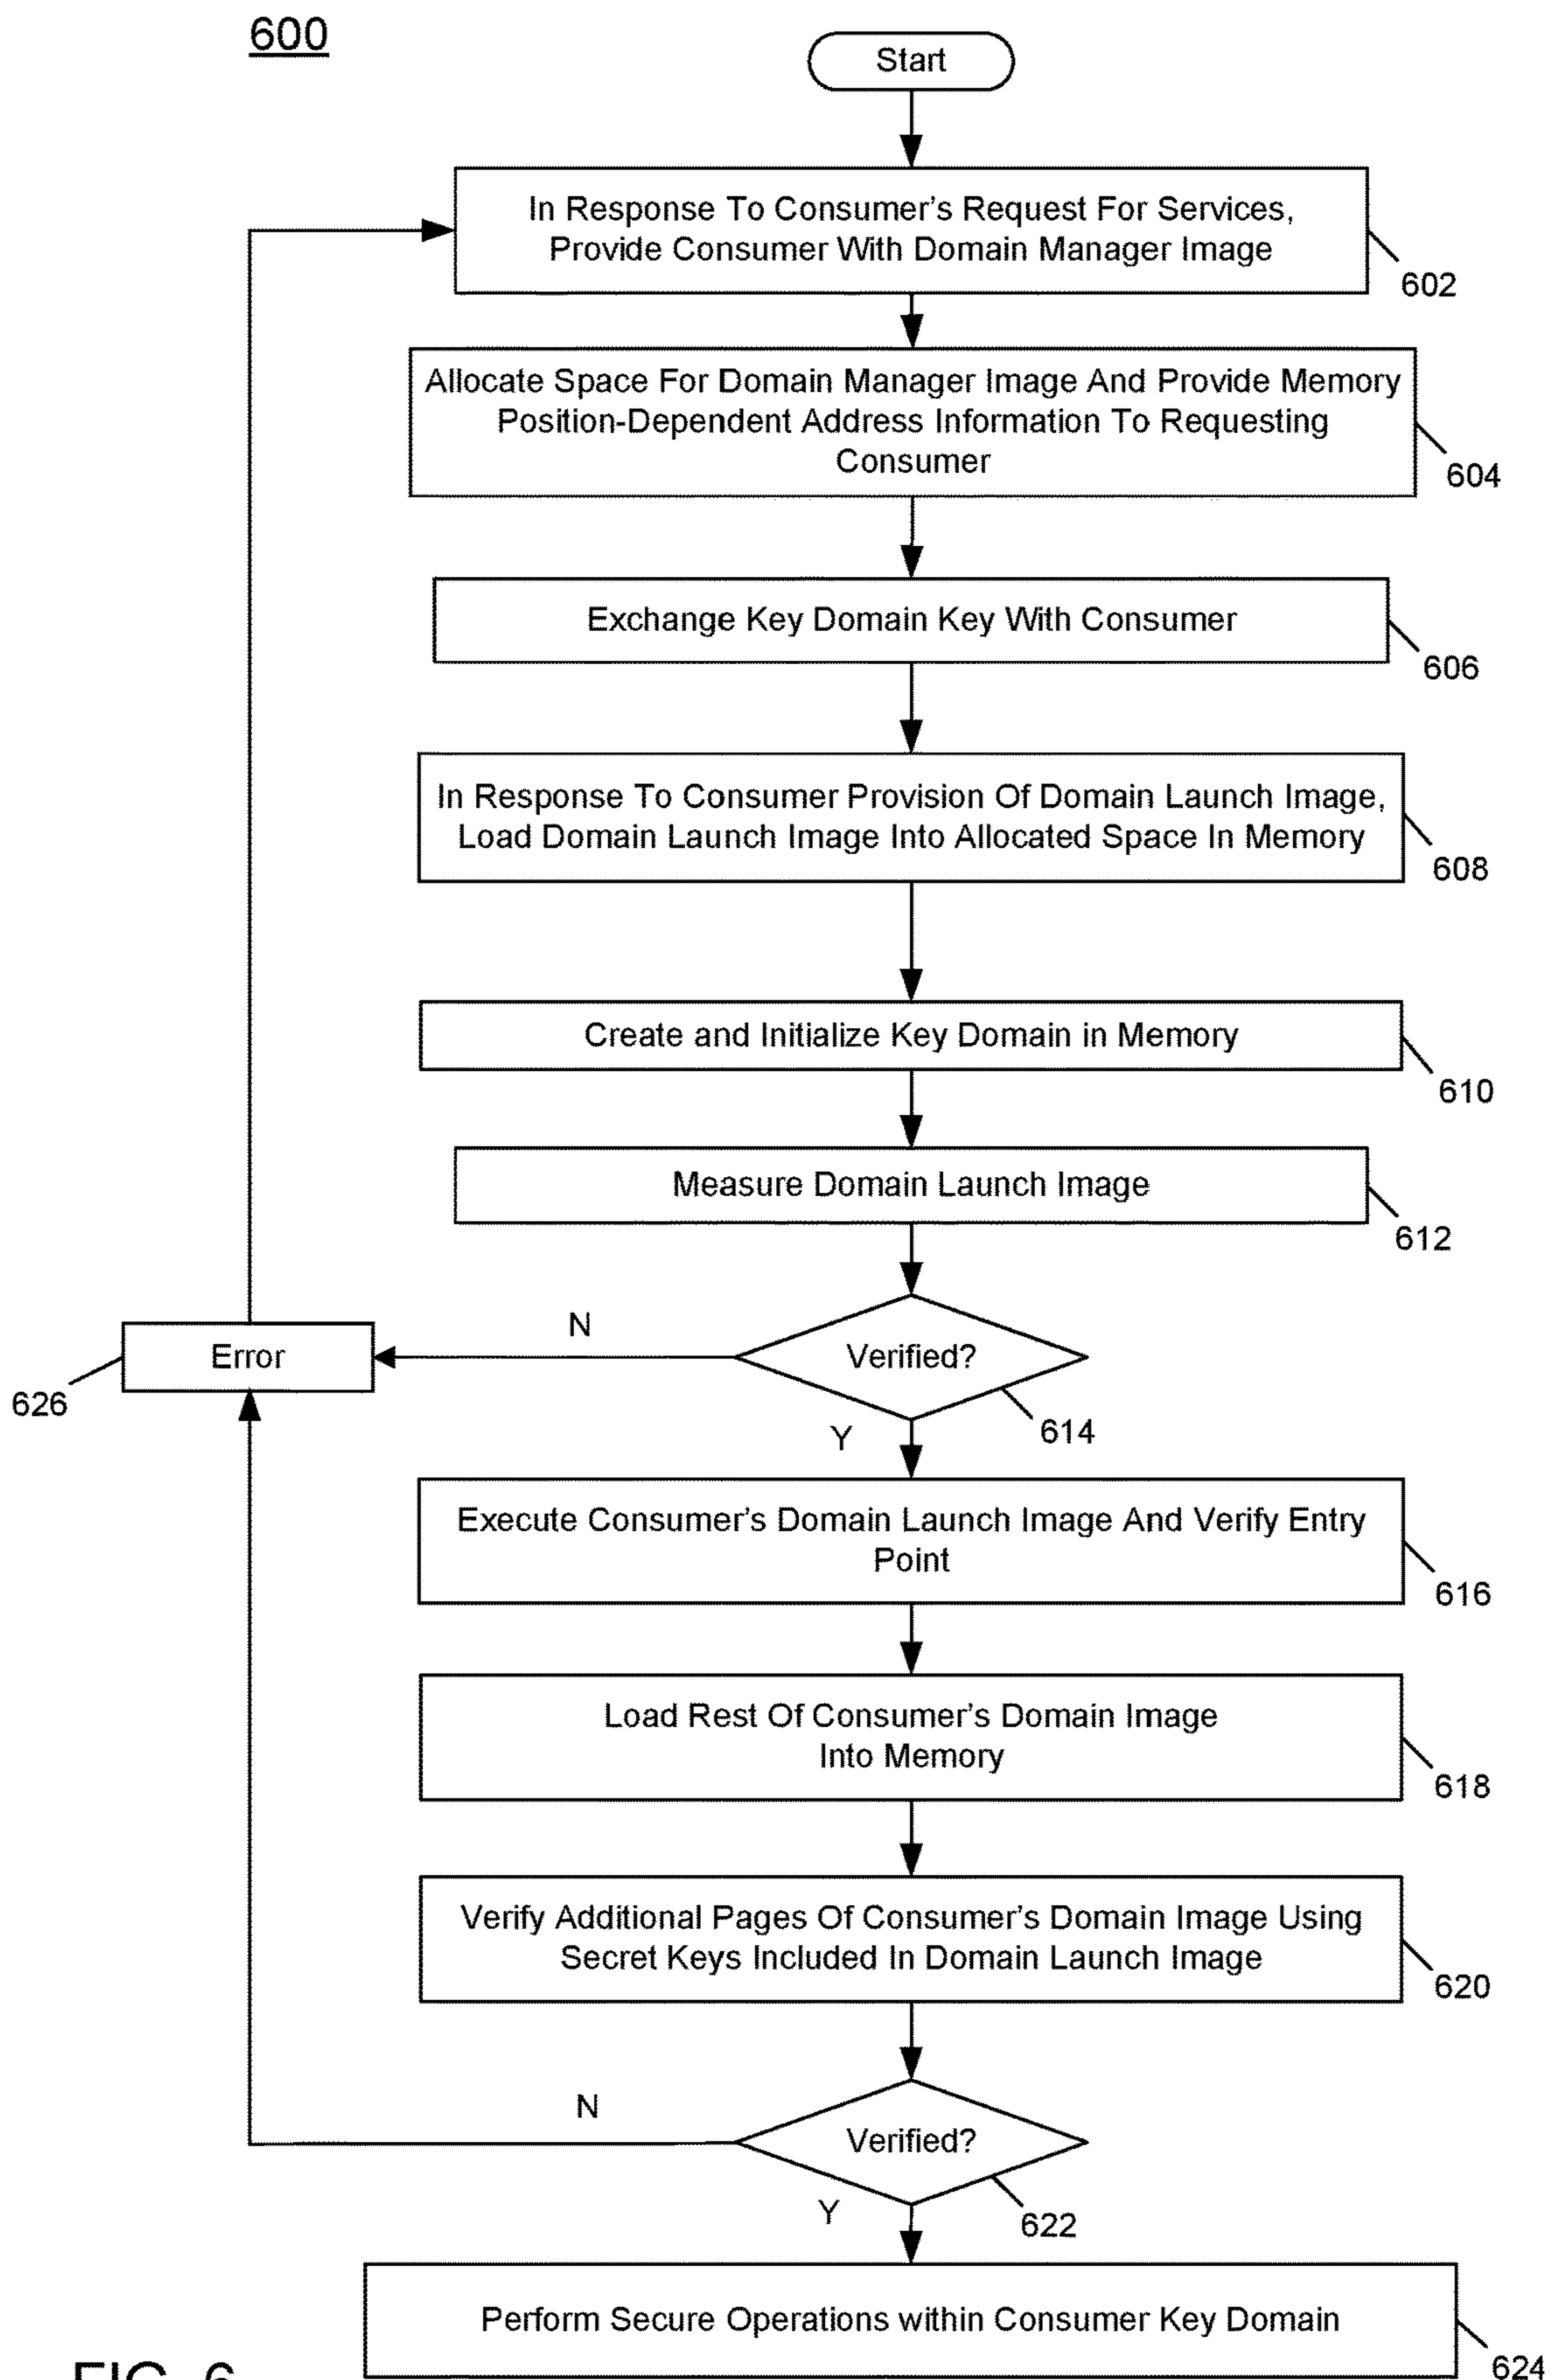 600
Start
In Response To Consumer's Request For Services,
Provide Consumer With Domain Manager Image
602
Allocate Space For Domain Manager Image And Provide Memory
Position-Dependent Address Information To Requesting
Consumer
604
Exchange Key Domain Key With Consumer
606
In Response To Consumer Provision Of Domain Launch Image,
Load Domain Launch Image Into Allocated Space In Memory
608
Create and Initialize Key Domain in Memory
610
Measure Domain Launch Image
612
N
Error
Verified?
626
614
Y
Execute Consumer's Domain Launch Image And Verify Entry
Point
616
Load Rest Of Consumer's Domain Image
Into Memory
618
Verify Additional Pages Of Consumer's Domain Image Using
Secret Keys Included In Domain Launch Image
620
N
Verified?
622
Y
Perform Secure Operations within Consumer Key Domain
624
FIG. 6